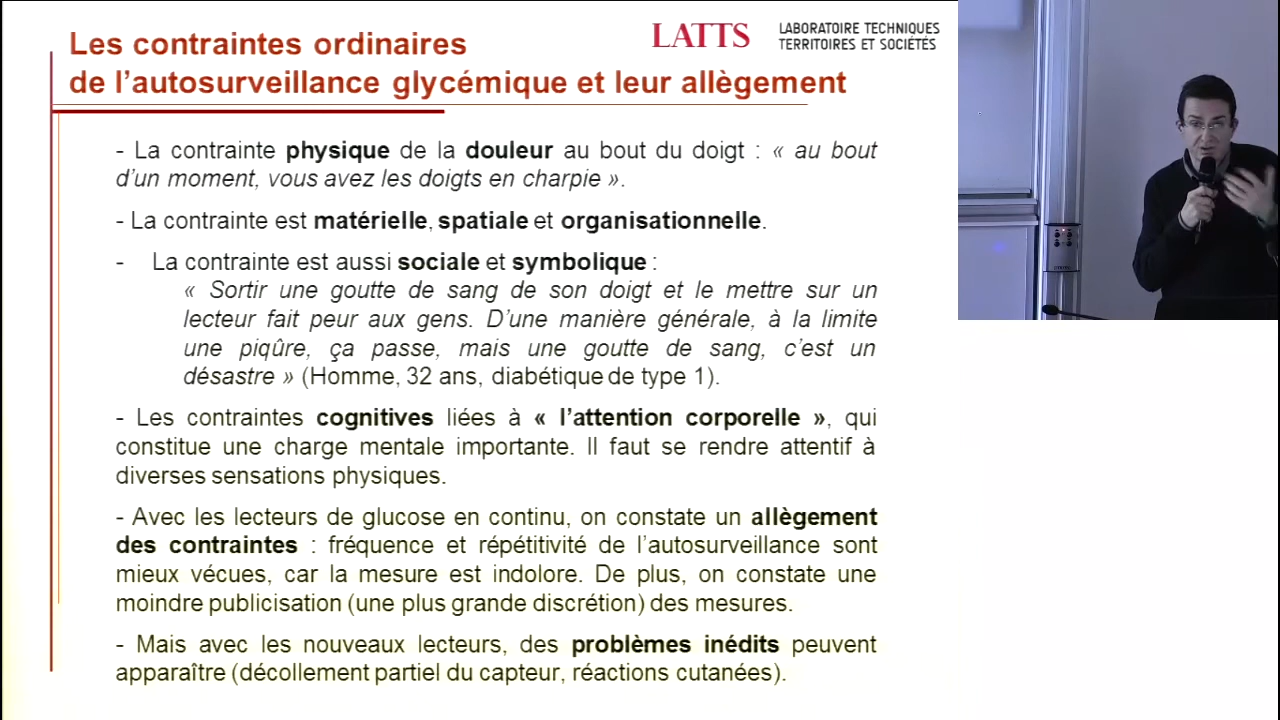 Les contraintes ordinaires
de l’autosurveillance glycémique et leur allègement
LATTS
LABORATOIRE TECHNIQUES
TERRITOIRES ET SOCIÉTÉS
- La contrainte physique de la douleur au bout du doigt : « au bout
d’un moment, vous avez les doigts en charpie ».
- La contrainte est matérielle, spatiale et organisationnelle.
- La contrainte est aussi sociale et symbolique :
« Sortir une goutte de sang de son doigt et le mettre sur un
lecteur fait peur aux gens. D’une manière générale, à la limite
une piqûre, ça passe, mais une goutte de sang, c’est un
désastre » (Homme, 32 ans, diabétique de type 1).
- Les contraintes cognitives liées à « l’attention corporelle », qui
constitue une charge mentale importante. Il faut se rendre attentif à
diverses sensations physiques.
- Avec les lecteurs de glucose en continu, on constate un allègement
des contraintes : fréquence et répétitivité de l’autosurveillance sont
mieux vécues, car la mesure est indolore. De plus, on constate une
moindre publicisation (une plus grande discrétion) des mesures.
- Mais avec les nouveaux lecteurs, des problèmes inédits peuvent
apparaître (décollement partiel du capteur, réactions cutanées).